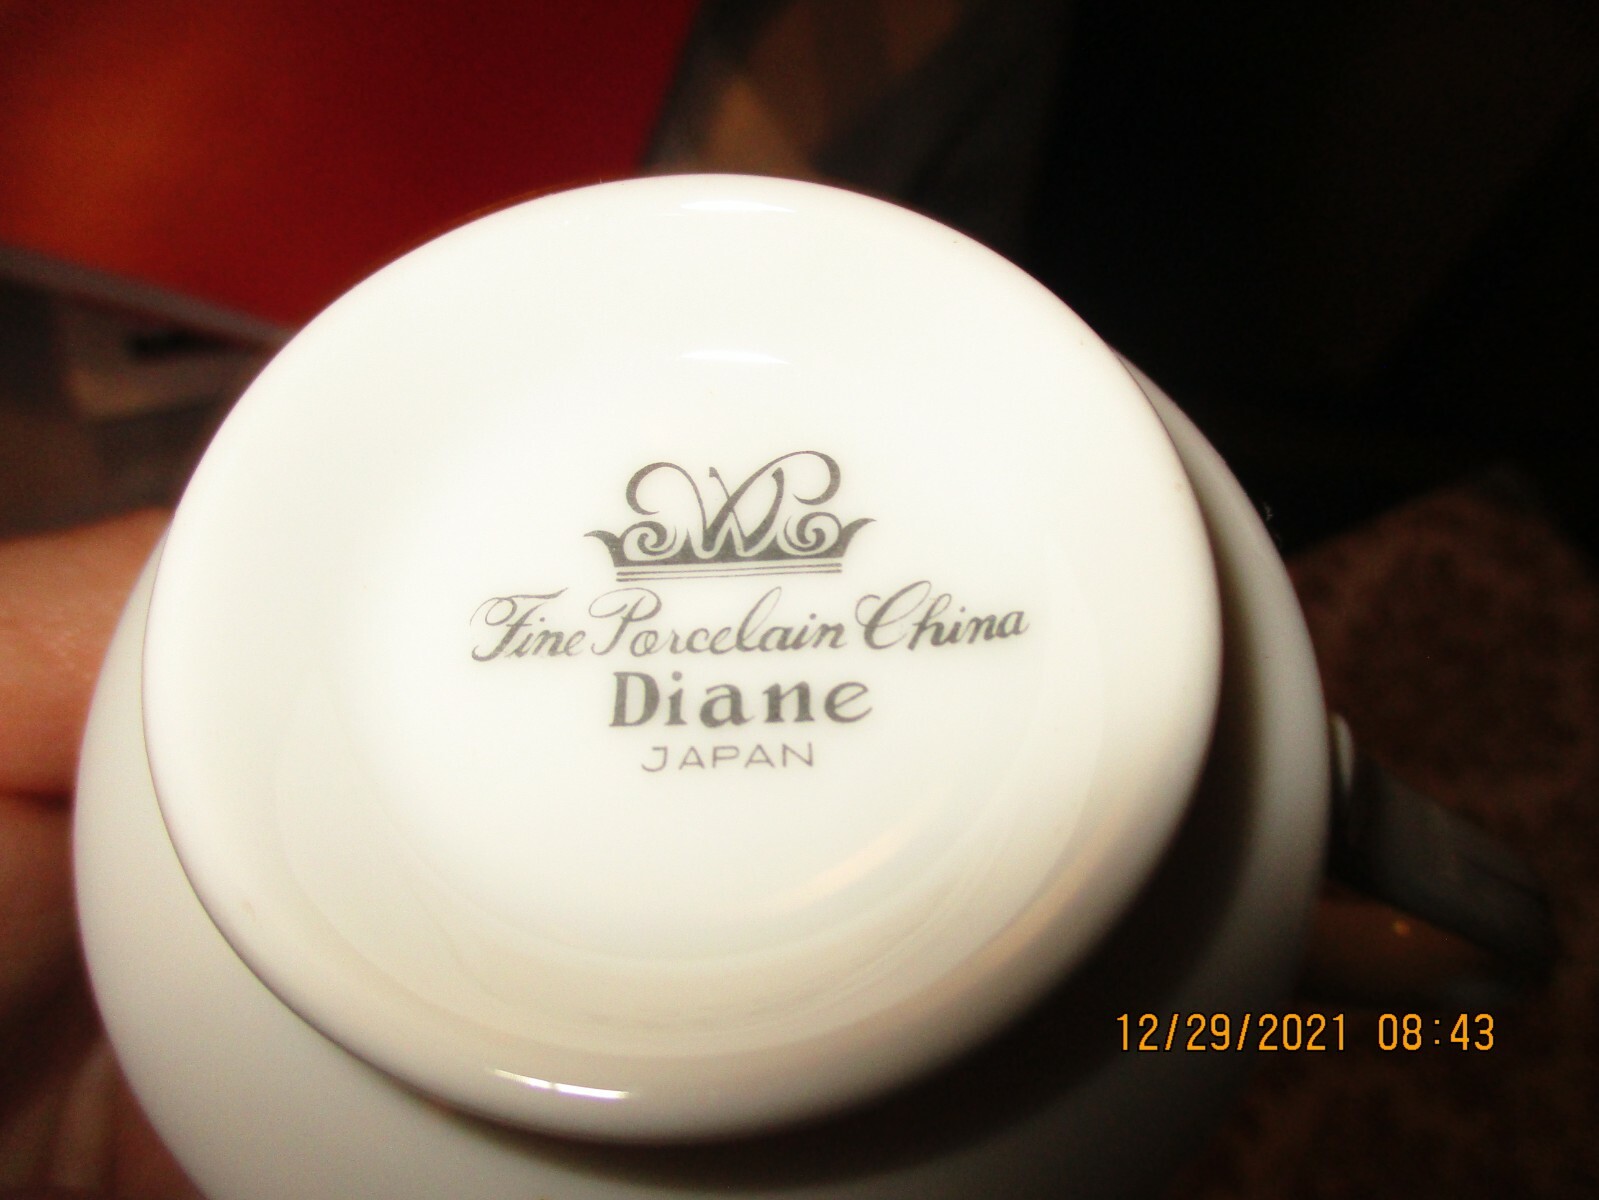 Fine Porcelain China
Diane
JAPAN
12/29/2021 08:43